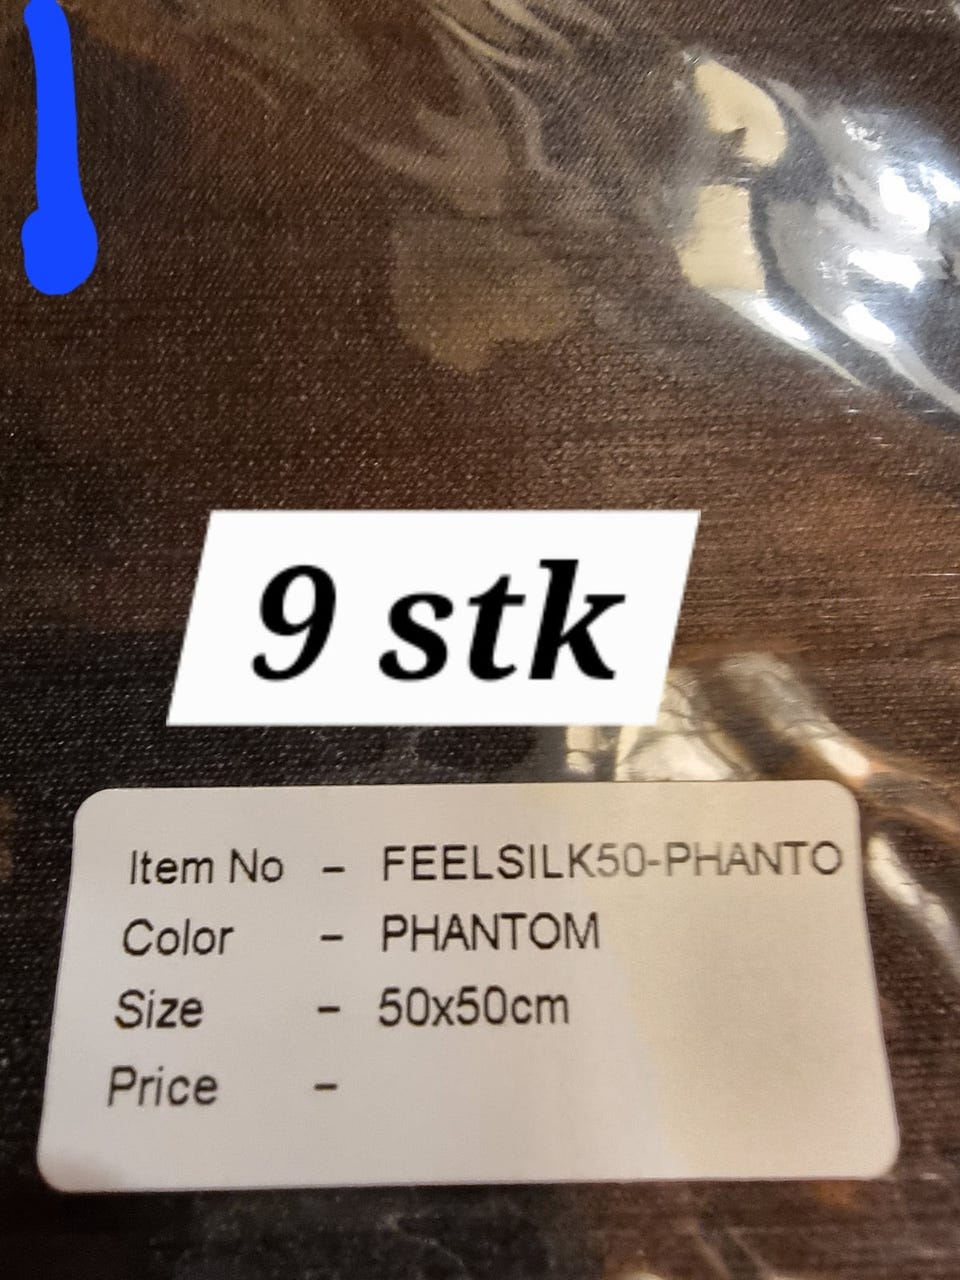 9 stk
Item No - FEELSILK50-PHANTO
Color - PHANTOM
Size - 50x50cm
Price -